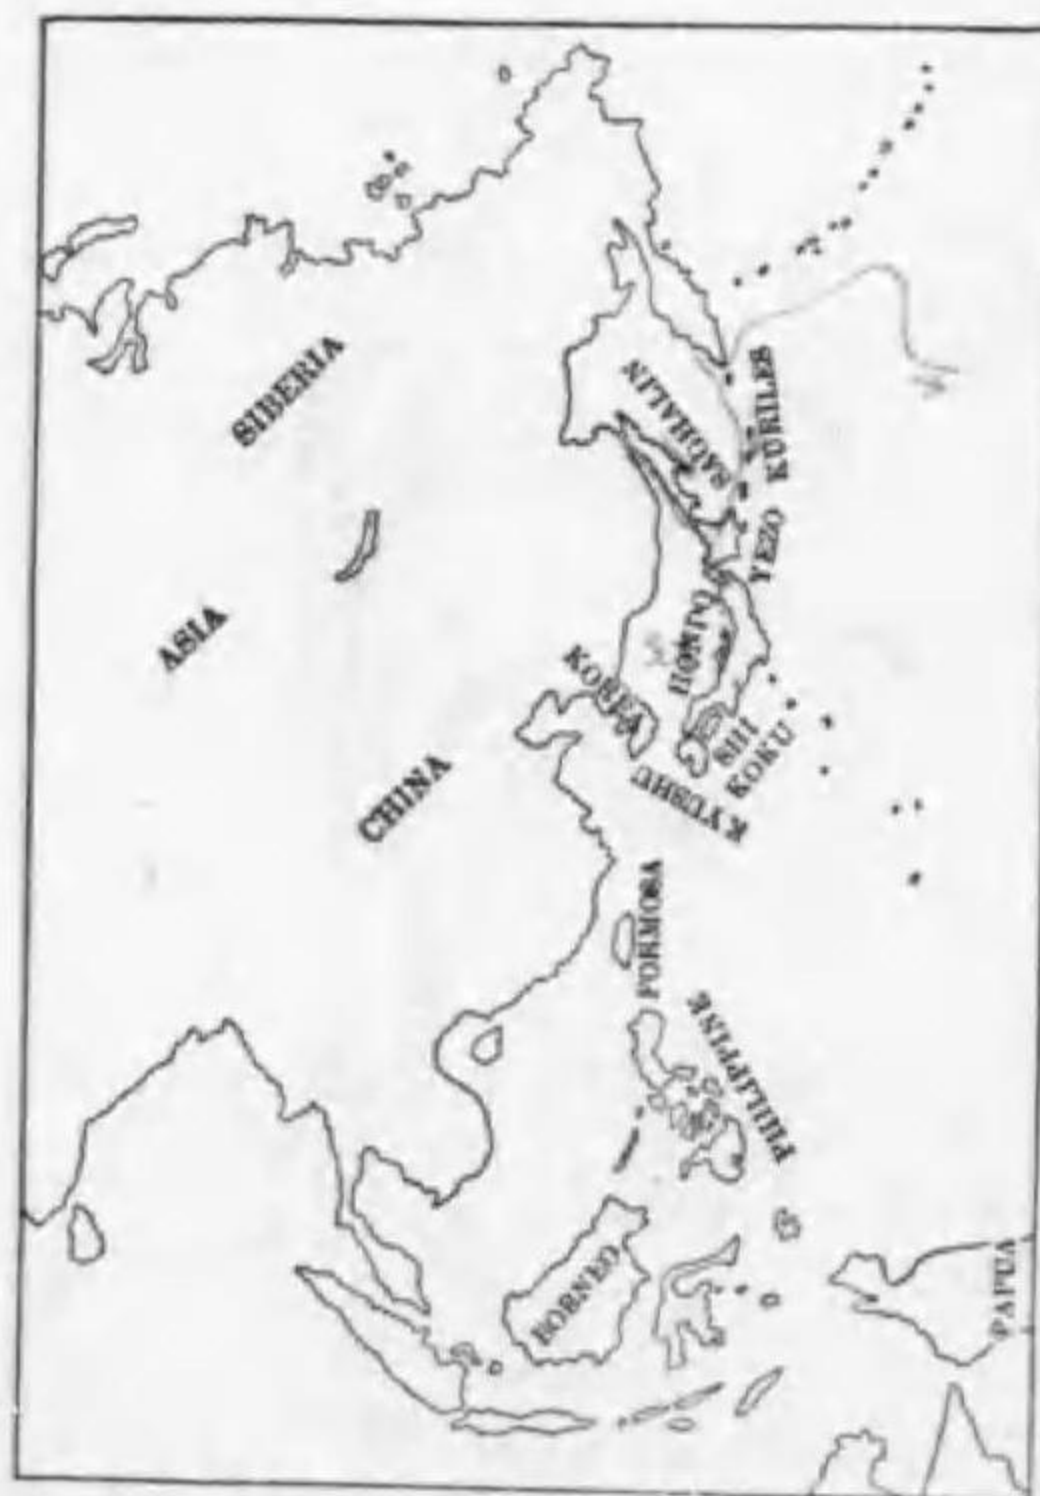 SIBERIA
ASIA
CHINA
SAGHALIN
KURILES
YEZO
HONDO
KOREA
SHI
KOKU
KYUSHU
FORMOSA
PHILIPPINE
BORNEO
PAPUA